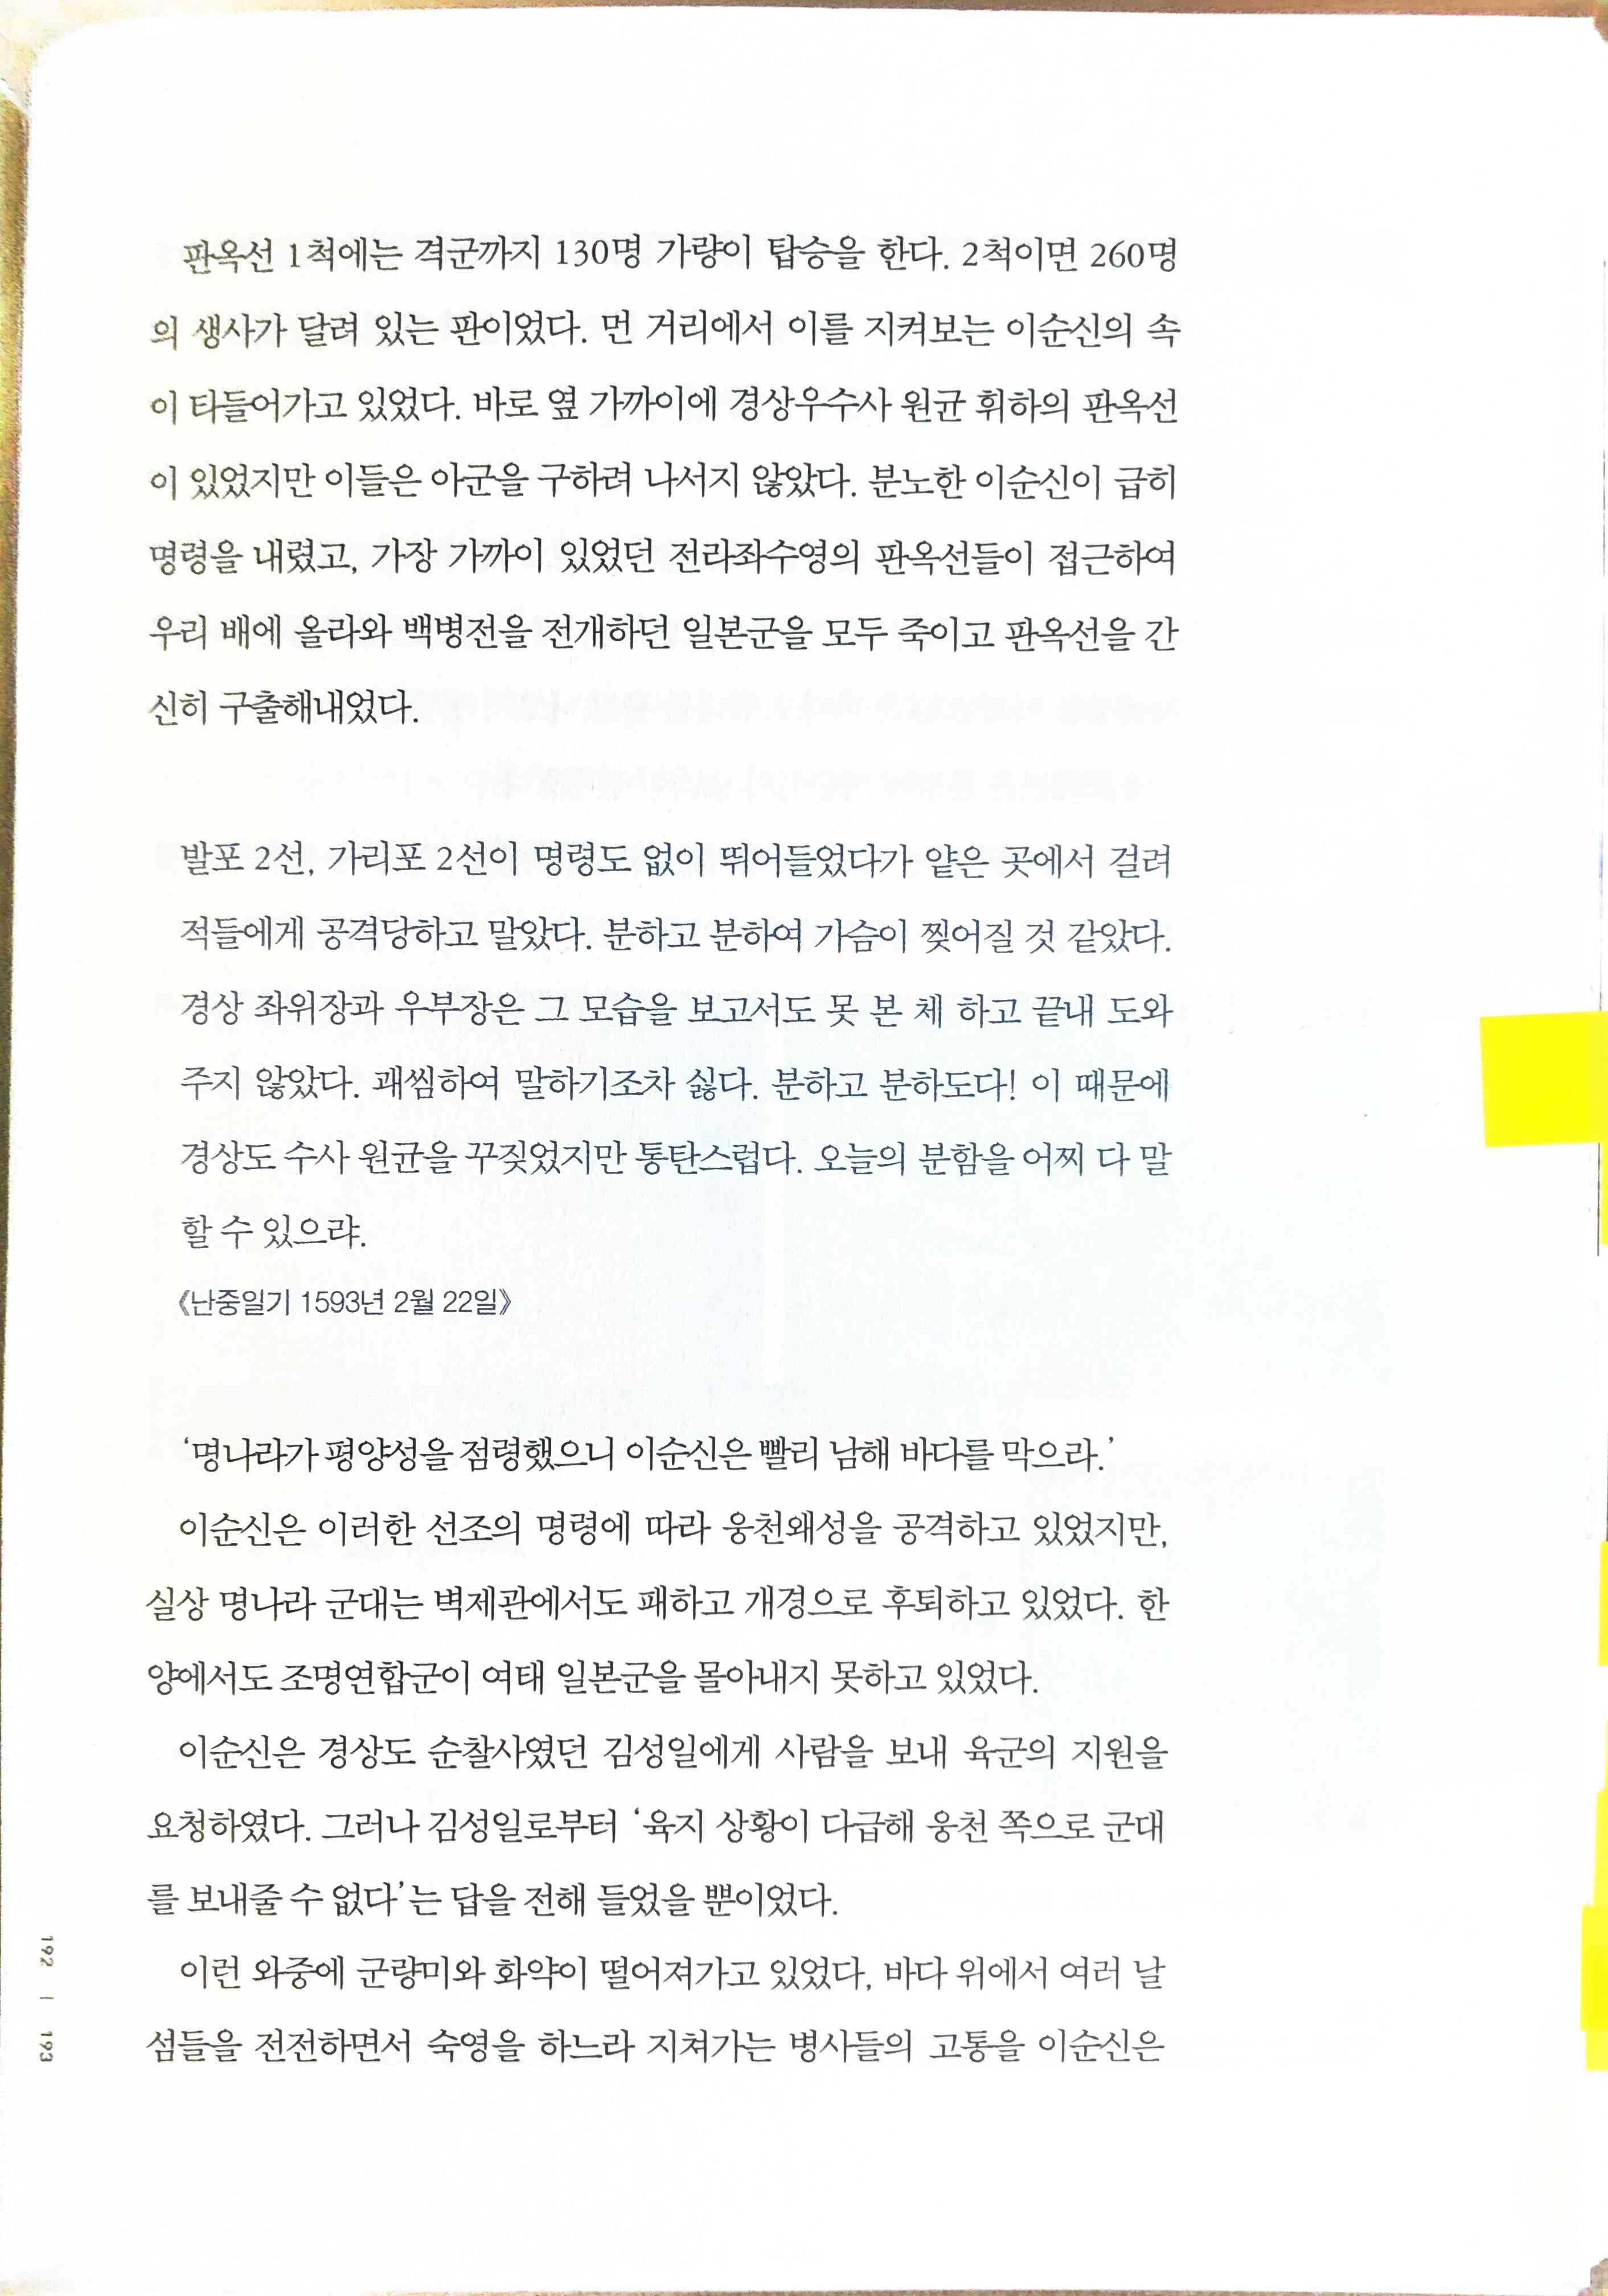 판옥선 1척에는 격군까지 130명 가량이 탑승을 한다. 2척이면 260명
의 생사가 달려 있는 판이었다. 먼 거리에서 이를 지켜보는 이순신의 속
이 타들어가고 있었다. 바로 옆 가까이에 경상우수사 원균 휘하의 판옥선
이 있었지만 이들은 아군을 구하려 나서지 않았다. 분노한 이순신이 급히
명령을 내렸고, 가장 가까이 있었던 전라좌수영의 판옥선들이 접근하여
우리 배에 올라와 백병전을 전개하던 일본군을 모두 죽이고 판옥선을 간
신히 구출해내었다.
발포 2선, 가리포 2선이 명령도 없이 뛰어들었다가 얕은 곳에서 걸려
적들에게 공격당하고 말았다. 분하고 분하여 가슴이 찢어질 것 같았다.
경상 좌위장과 우부장은 그 모습을 보고서도 못 본 체 하고 끝내 도와
주지 않았다. 괘씸하여 말하기조차 싫다. 분하고 분하도다! 이 때문에
경상도 수사 원균을 꾸짖었지만 통탄스럽다. 오늘의 분함을 어찌 다 말
할 수 있으랴.
《난중일기 1593년 2월 22일》
‘명나라가 평양성을 점령했으니 이순신은 빨리 남해 바다를 막으라.’
이순신은 이러한 선조의 명령에 따라 웅천왜성을 공격하고 있었지만,
실상 명나라 군대는 벽제관에서도 패하고 개경으로 후퇴하고 있었다. 한
양에서도 조명연합군이 여태 일본군을 몰아내지 못하고 있었다.
이순신은 경상도 순찰사였던 김성일에게 사람을 보내 육군의 지원을
요청하였다. 그러나 김성일로부터 ‘육지 상황이 다급해 웅천 쪽으로 군대
를 보내줄 수 없다’는 답을 전해 들었을 뿐이었다.
이런 와중에 군량미와 화약이 떨어져가고 있었다, 바다 위에서 여러 날
섬들을 전전하면서 숙영을 하느라 지쳐가는 병사들의 고통을 이순신은
192 | 193